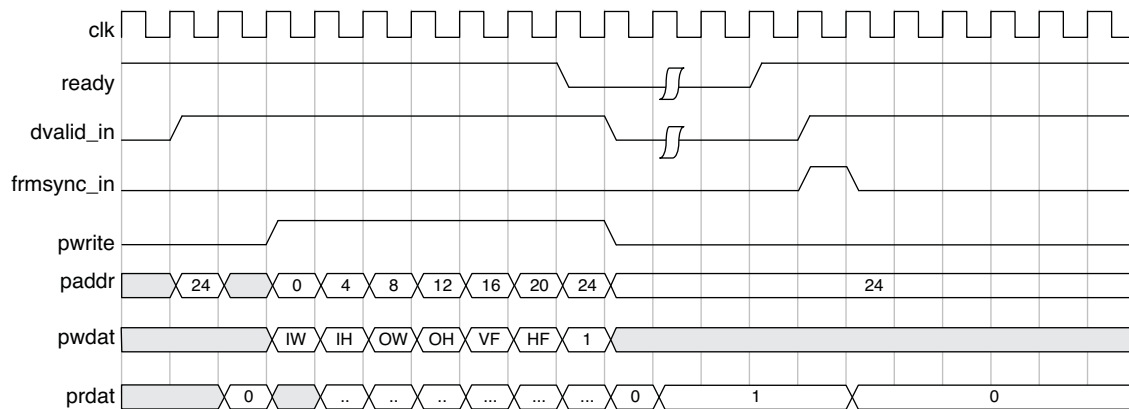 clk
ready
dvalid_in
frmsync_in
pwrite
paddr 24 0 4 8 12 16 20 24 24
pwdat IW IH OW OH VF HF 1
prdat 0 .. .. .. ... ... ... 0 1 0